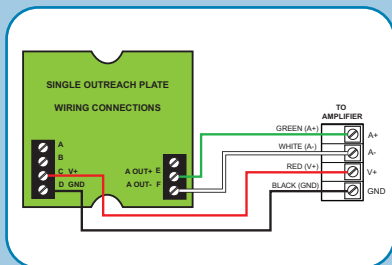 SINGLE OUTREACH PLATE
WIRING CONNECTIONS
A
B
C V+
D GND
A OUT+ E
A OUT- F
TO
AMPLIFIER
GREEN (A+)
A+
WHITE (A-)
A-
RED (V+)
V+
BLACK (GND)
GND